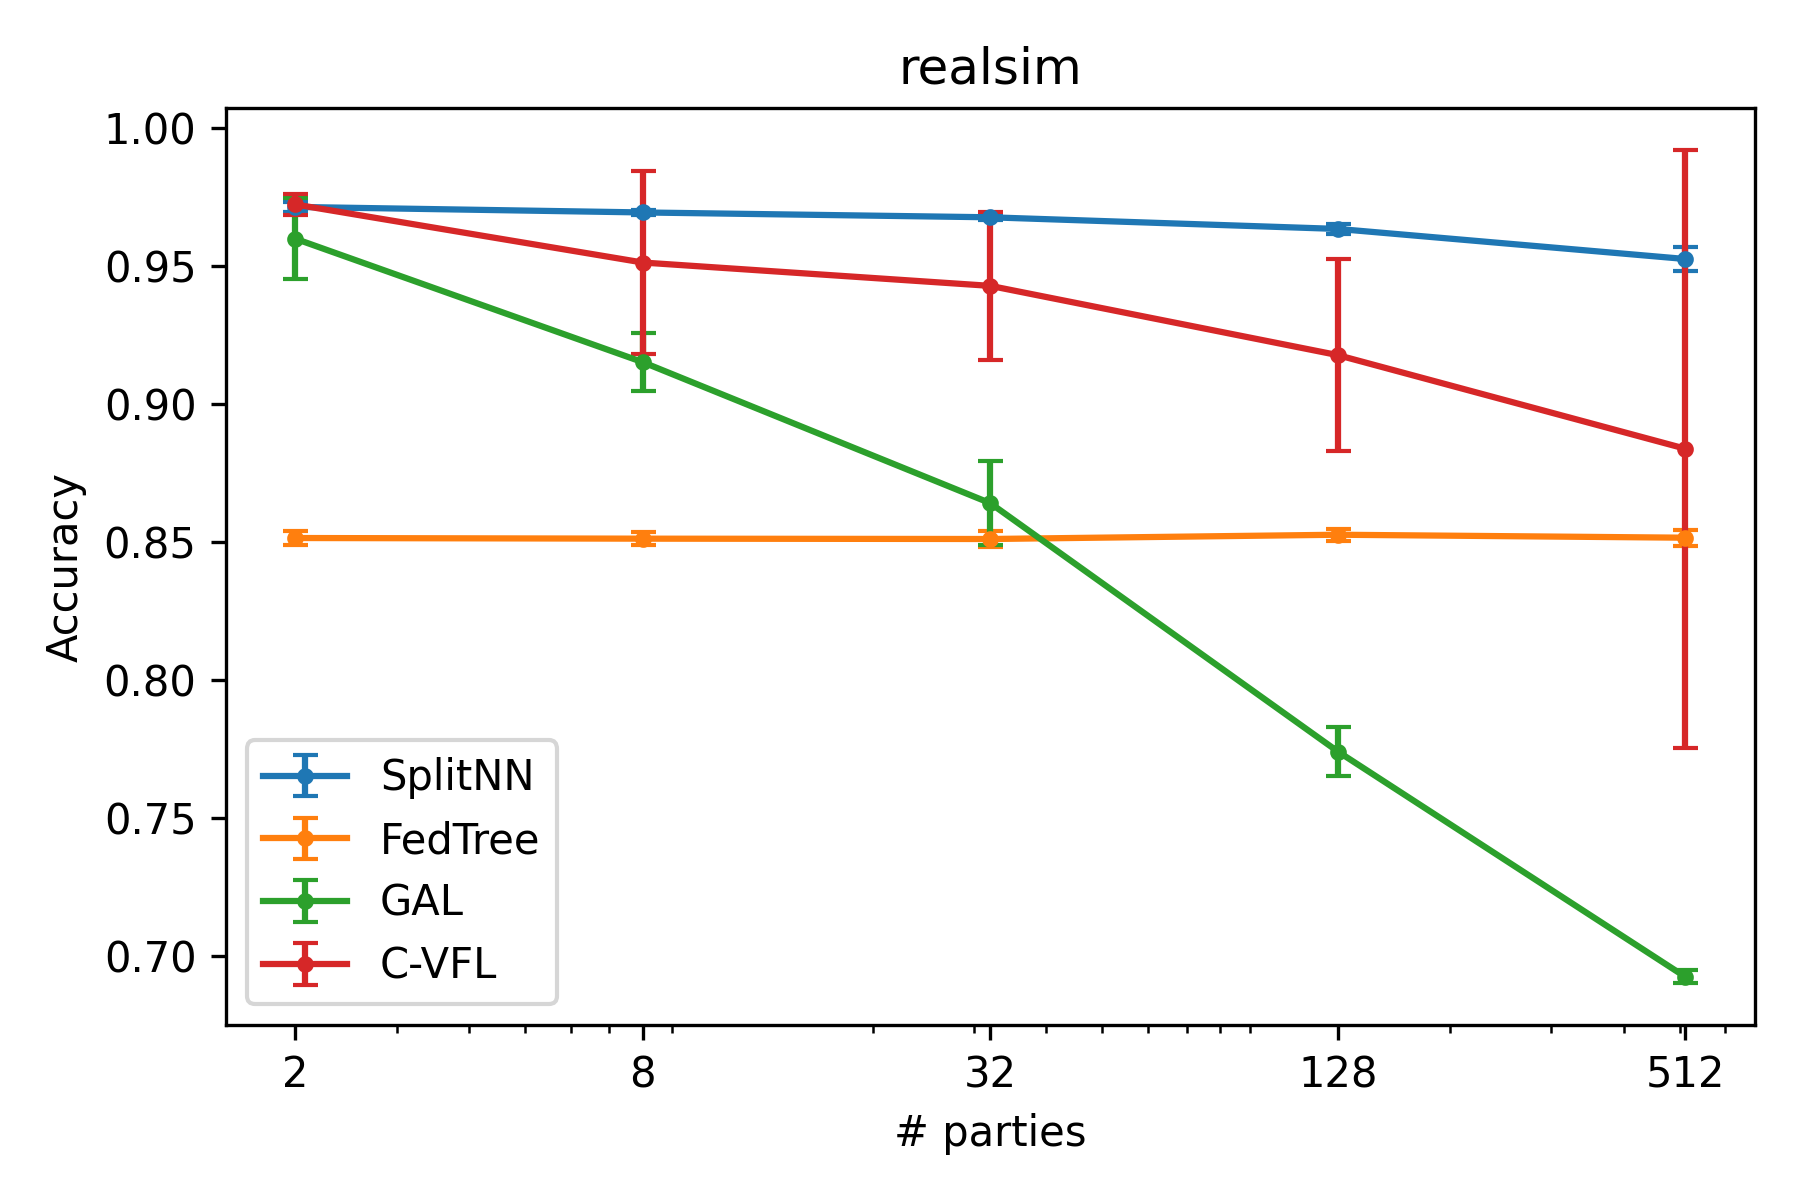 realsim
1.00
0.95
0.90
0.85
0.80
0.75
0.70
Accuracy
SplitNN
FedTree
GAL
C-VFL
2 8 32 128 512
# parties